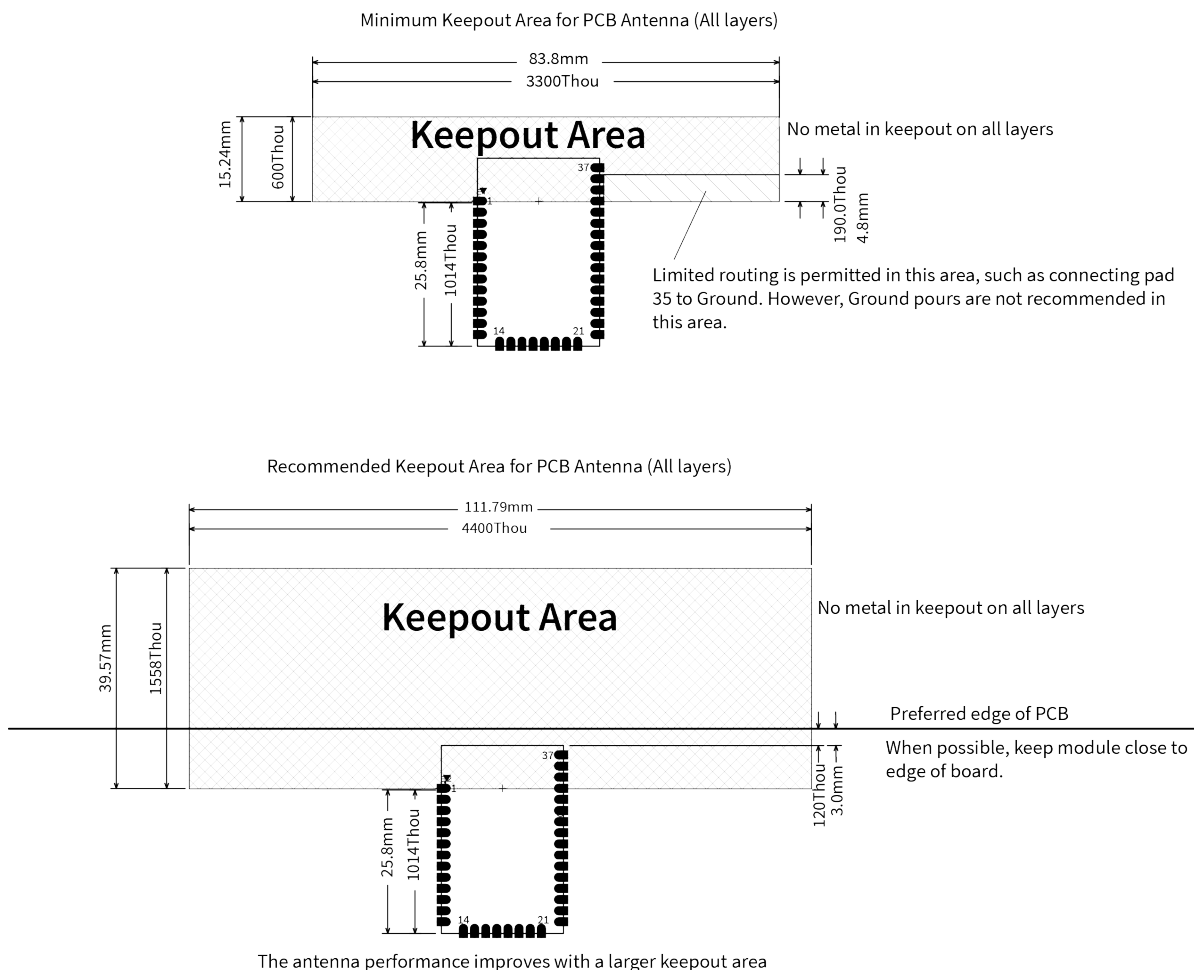 Minimum Keepout Area for PCB Antenna (All layers)
83.8mm
3300Thou
Keepout Area
No metal in keepout on all layers
15.24mm
600Thou
37
1
190.0Thou
4.8mm
25.8mm
1014Thou
Limited routing is permitted in this area, such as connecting pad
35 to Ground. However, Ground pours are not recommended in
this area.
14
21
Recommended Keepout Area for PCB Antenna (All layers)
111.79mm
4400Thou
Keepout Area
No metal in keepout on all layers
39.57mm
1558Thou
Preferred edge of PCB
When possible, keep module close to
edge of board.
37
1
120Thou
3.0mm
25.8mm
1014Thou
14
21
The antenna performance improves with a larger keepout area